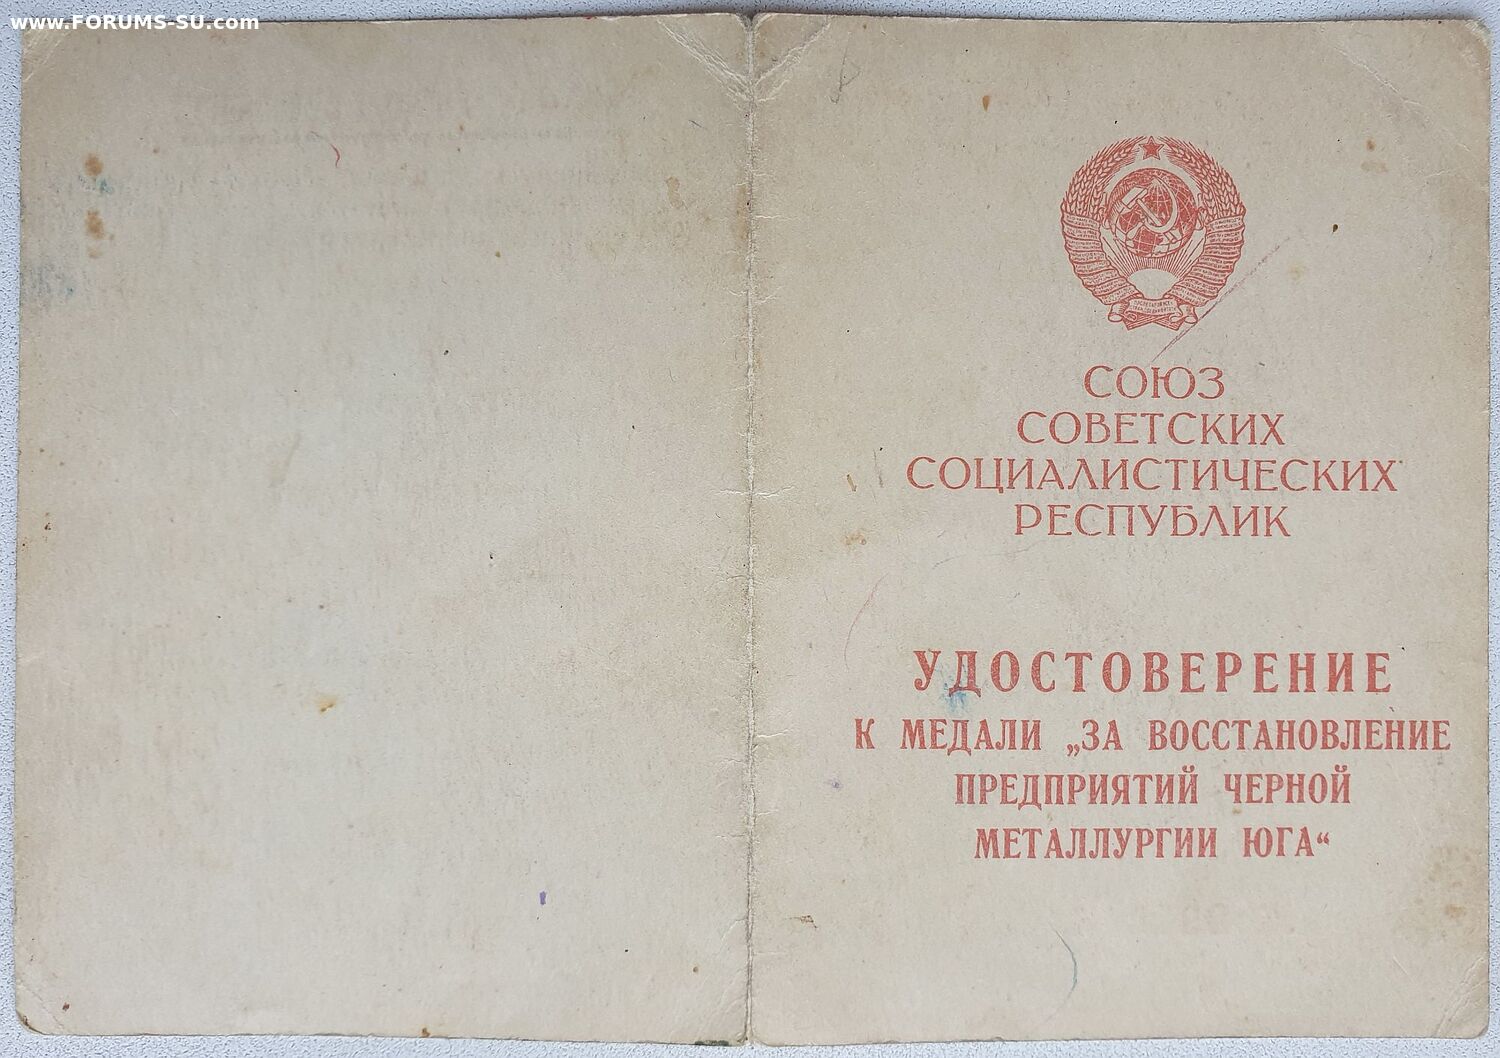 www.FORUMS-SU.com
СОЮЗ
СОВЕТСКИХ
СОЦИАЛИСТИЧЕСКИХ
РЕСПУБЛИК
УДОСТОВЕРЕНИЕ
К МЕДАЛИ „ЗА ВОССТАНОВЛЕНИЕ
ПРЕДПРИЯТИЙ ЧЕРНОЙ
МЕТАЛЛУРГИИ ЮГА“